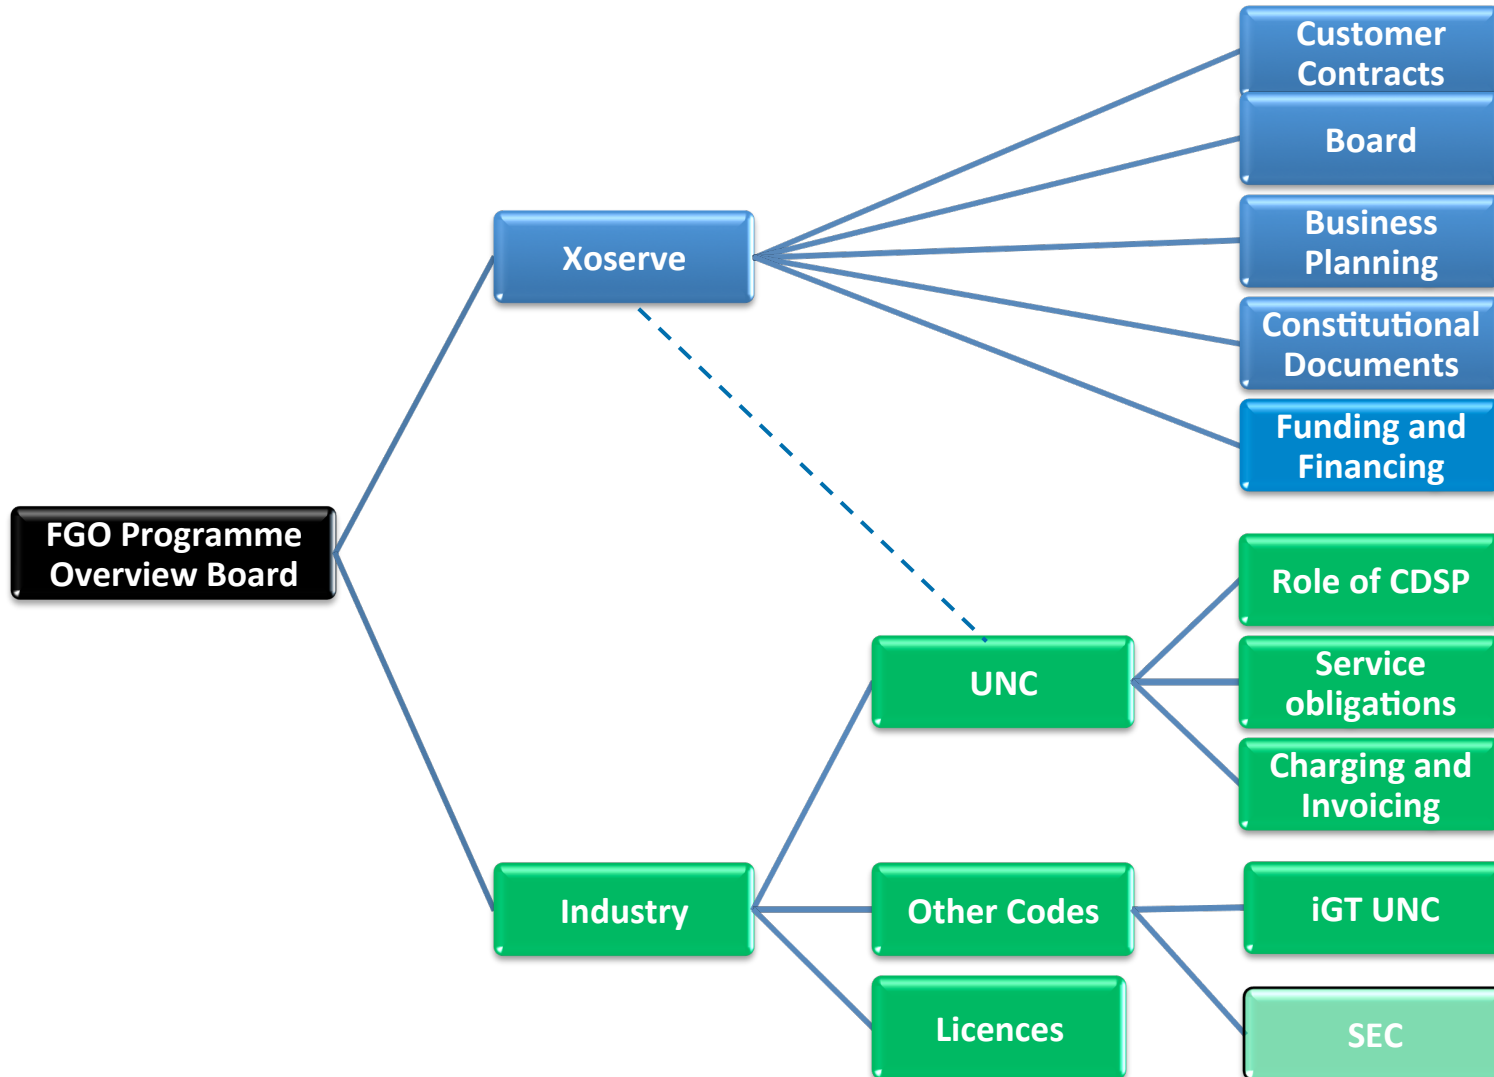 Customer
Contracts
Board
Business
Planning
Xoserve
Constitutional
Documents
Funding and
Financing
FGO Programme
Overview Board
Role of CDSP
UNC
Service
obligations
Charging and
Invoicing
Industry
Other Codes
iGT UNC
Licences
SEC